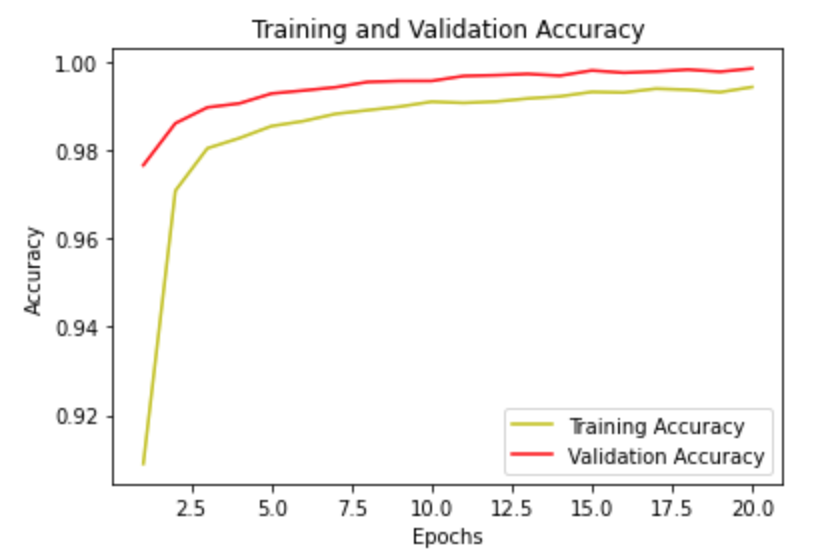 Training and Validation Accuracy
1.00
0.98
0.96
0.94
0.92
Accuracy
Training Accuracy
Validation Accuracy
2.5 5.0 7.5 10.0 12.5 15.0 17.5 20.0
Epochs